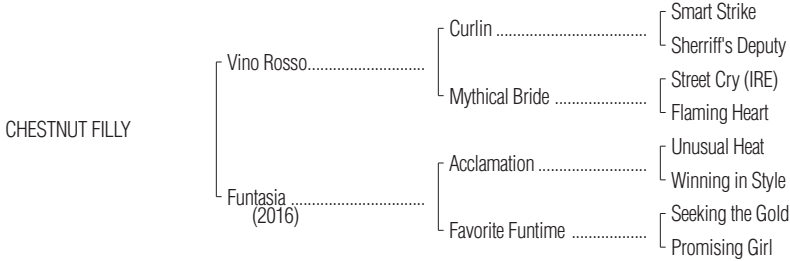 Smart Strike
Curlin ....................................
Sherriff's Deputy
Vino Rosso............................
Street Cry (IRE)
Mythical Bride ......................
Flaming Heart
CHESTNUT FILLY
Unusual Heat
Acclamation ..........................
Winning in Style
Funtasia ................................
(2016)
Seeking the Gold
Favorite Funtime ..................
Promising Girl